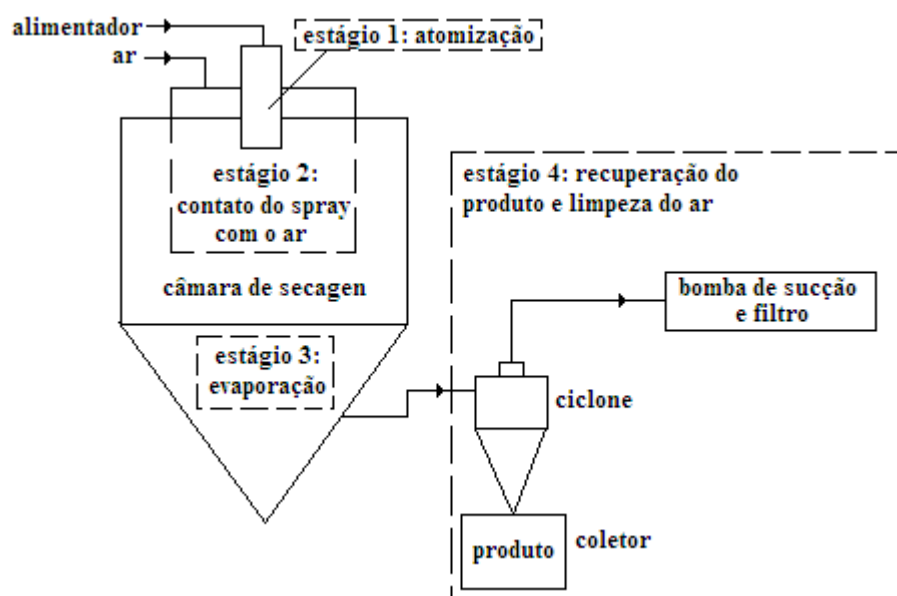 alimentador
ar
estágio 1: atomização
estágio 2:
contato do spray
com o ar
câmara de secagen
estágio 3:
evaporação
estágio 4: recuperação do
produto e limpeza do ar
bomba de sucção
e filtro
ciclone
produto
coletor